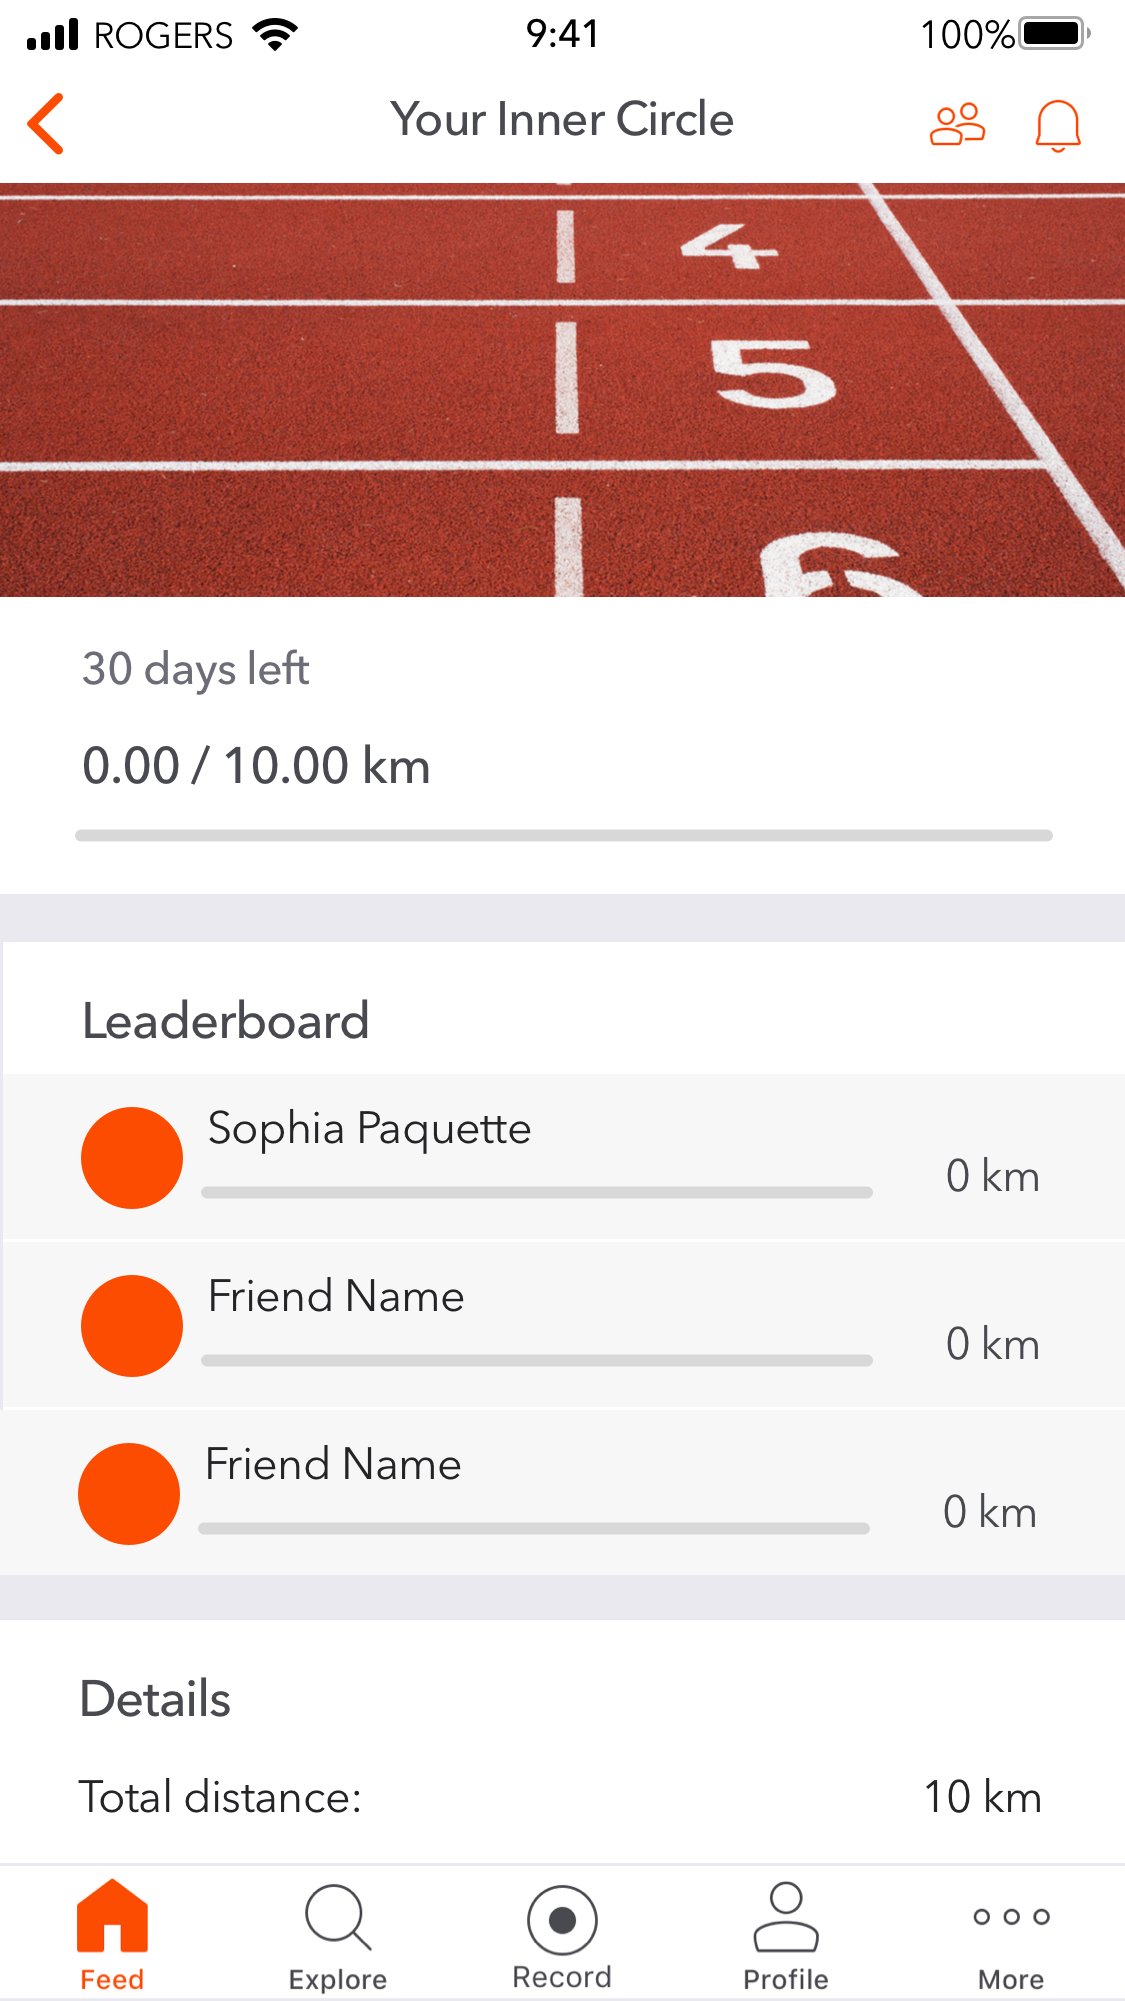 ROGERS 9:41 100%
Your Inner Circle
4
5
6
30 days left
0.00 / 10.00 km
Leaderboard
Sophia Paquette
0 km
Friend Name
0 km
Friend Name
0 km
Details
Total distance: 10 km
Feed Explore Record Profile More